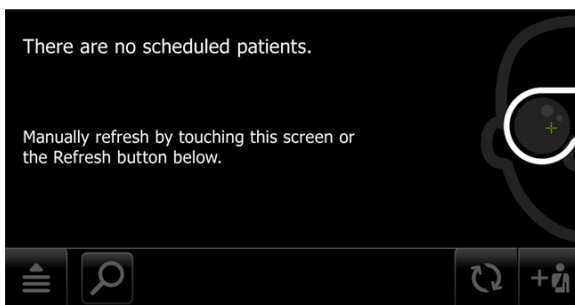 There are no scheduled patients.
Manually refresh by touching this screen or
the Refresh button below.